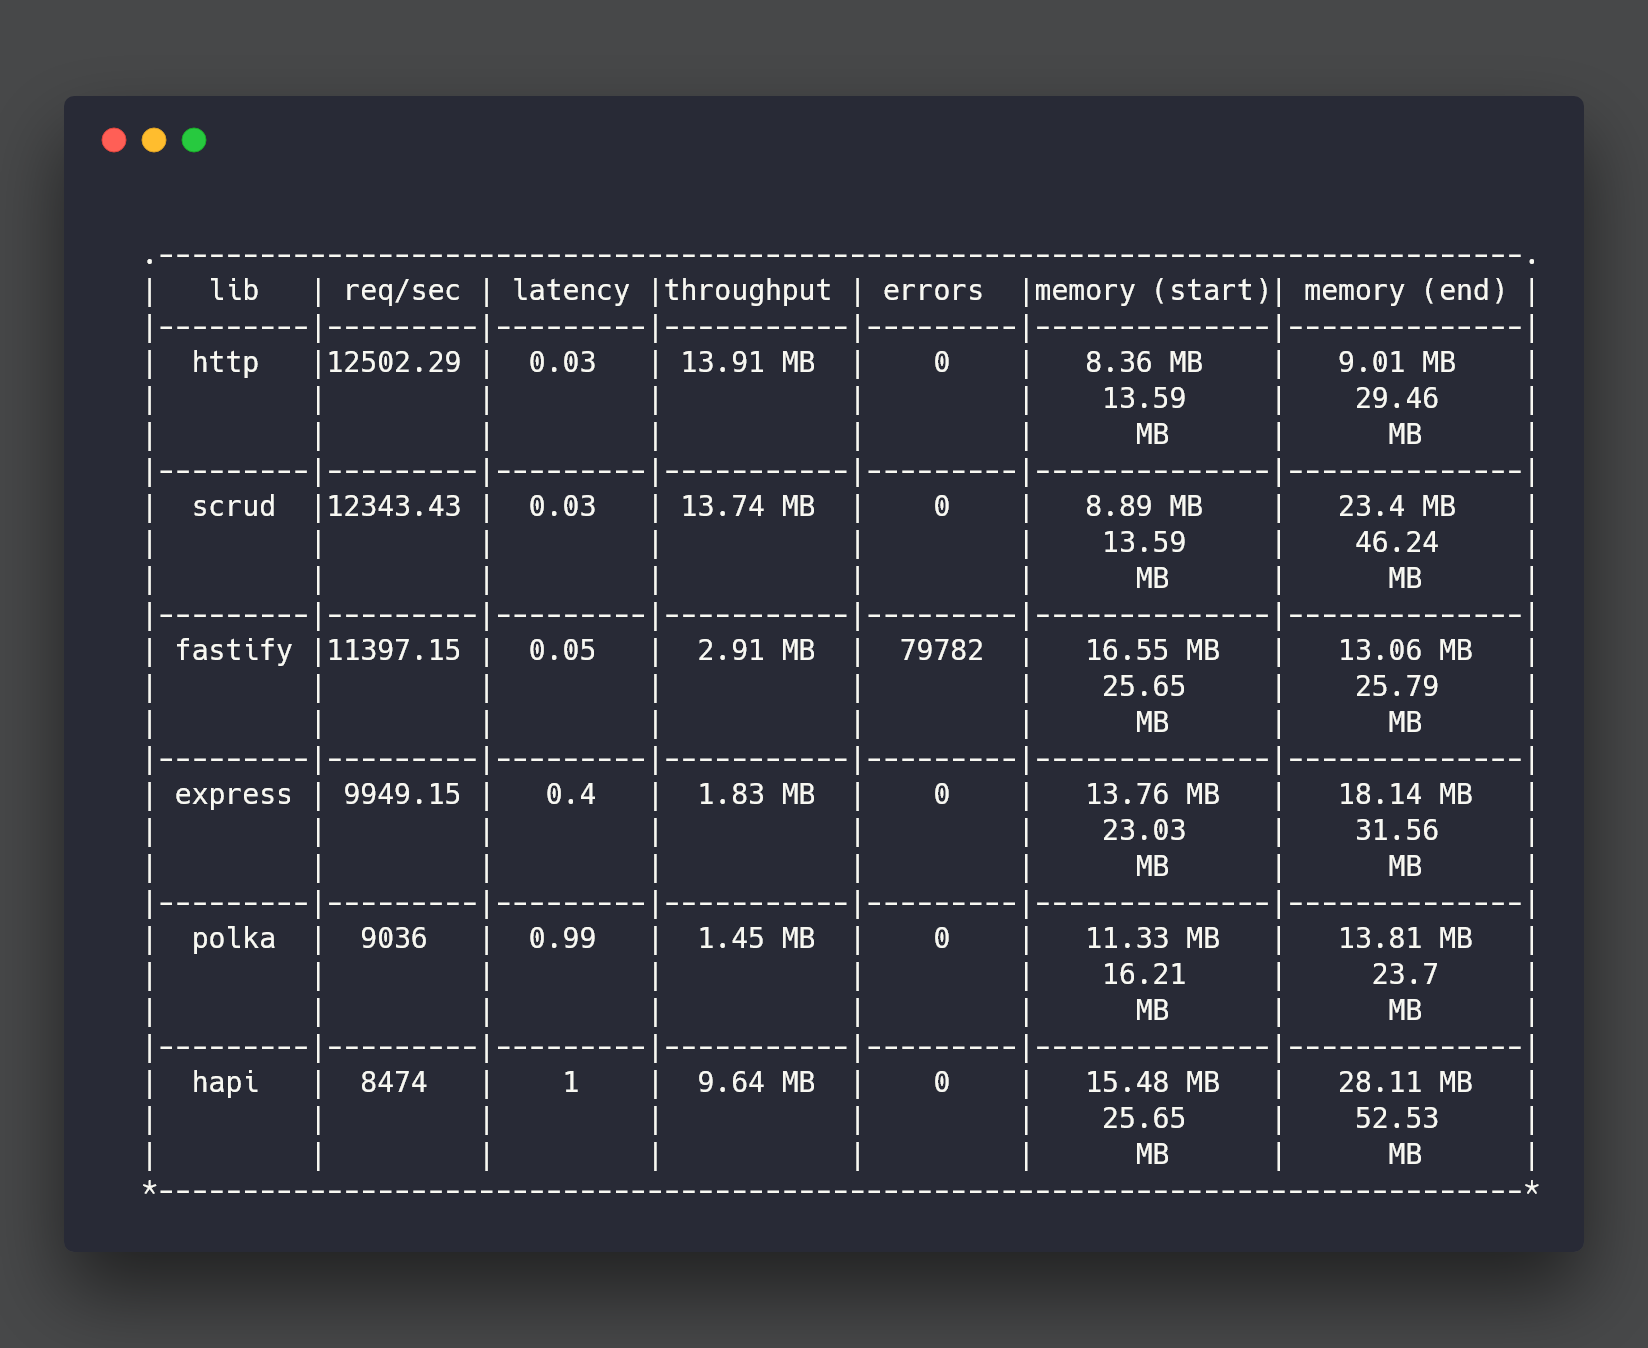 .---------------------------------------------------------------------------------.
|   lib   | req/sec | latency |throughput | errors  |memory (start)| memory (end) |
|---------|---------|---------|-----------|---------|--------------|--------------|
|  http   |12502.29 |  0.03   | 13.91 MB  |    0    |   8.36 MB    |   9.01 MB    |
|         |         |         |           |         |    13.59     |    29.46     |
|         |         |         |           |         |      MB      |      MB      |
|---------|---------|---------|-----------|---------|--------------|--------------|
|  scrud  |12343.43 |  0.03   | 13.74 MB  |    0    |   8.89 MB    |   23.4 MB    |
|         |         |         |           |         |    13.59     |    46.24     |
|         |         |         |           |         |      MB      |      MB      |
|---------|---------|---------|-----------|---------|--------------|--------------|
| fastify |11397.15 |  0.05   |  2.91 MB  |  79782  |   16.55 MB   |   13.06 MB   |
|         |         |         |           |         |    25.65     |    25.79     |
|         |         |         |           |         |      MB      |      MB      |
|---------|---------|---------|-----------|---------|--------------|--------------|
| express | 9949.15 |   0.4   |  1.83 MB  |    0    |   13.76 MB   |   18.14 MB   |
|         |         |         |           |         |    23.03     |    31.56     |
|         |         |         |           |         |      MB      |      MB      |
|---------|---------|---------|-----------|---------|--------------|--------------|
|  polka  |  9036   |  0.99   |  1.45 MB  |    0    |   11.33 MB   |   13.81 MB   |
|         |         |         |           |         |    16.21     |     23.7     |
|         |         |         |           |         |      MB      |      MB      |
|---------|---------|---------|-----------|---------|--------------|--------------|
|  hapi   |  8474   |    1    |  9.64 MB  |    0    |   15.48 MB   |   28.11 MB   |
|         |         |         |           |         |    25.65     |    52.53     |
|         |         |         |           |         |      MB      |      MB      |
*---------------------------------------------------------------------------------*